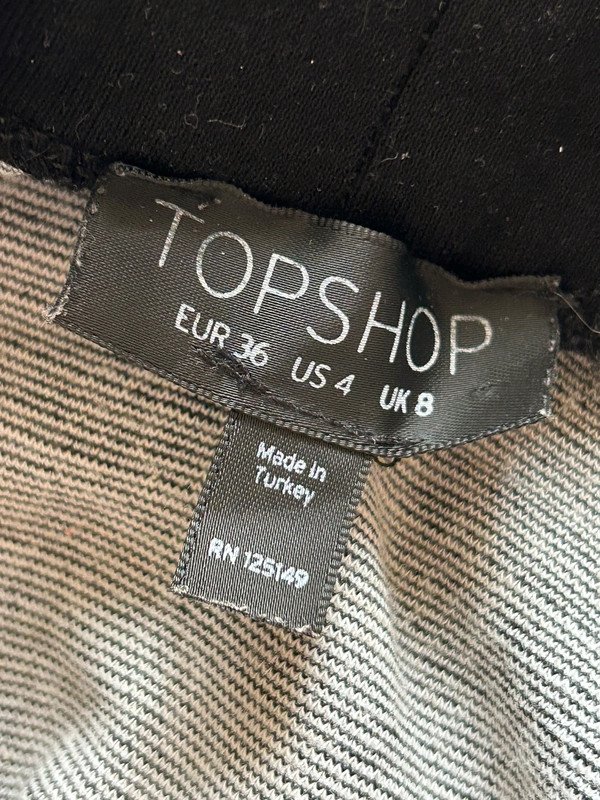 TOPSHOP
EUR 36 US 4 UK 8
Made in
Turkey
RN 125149